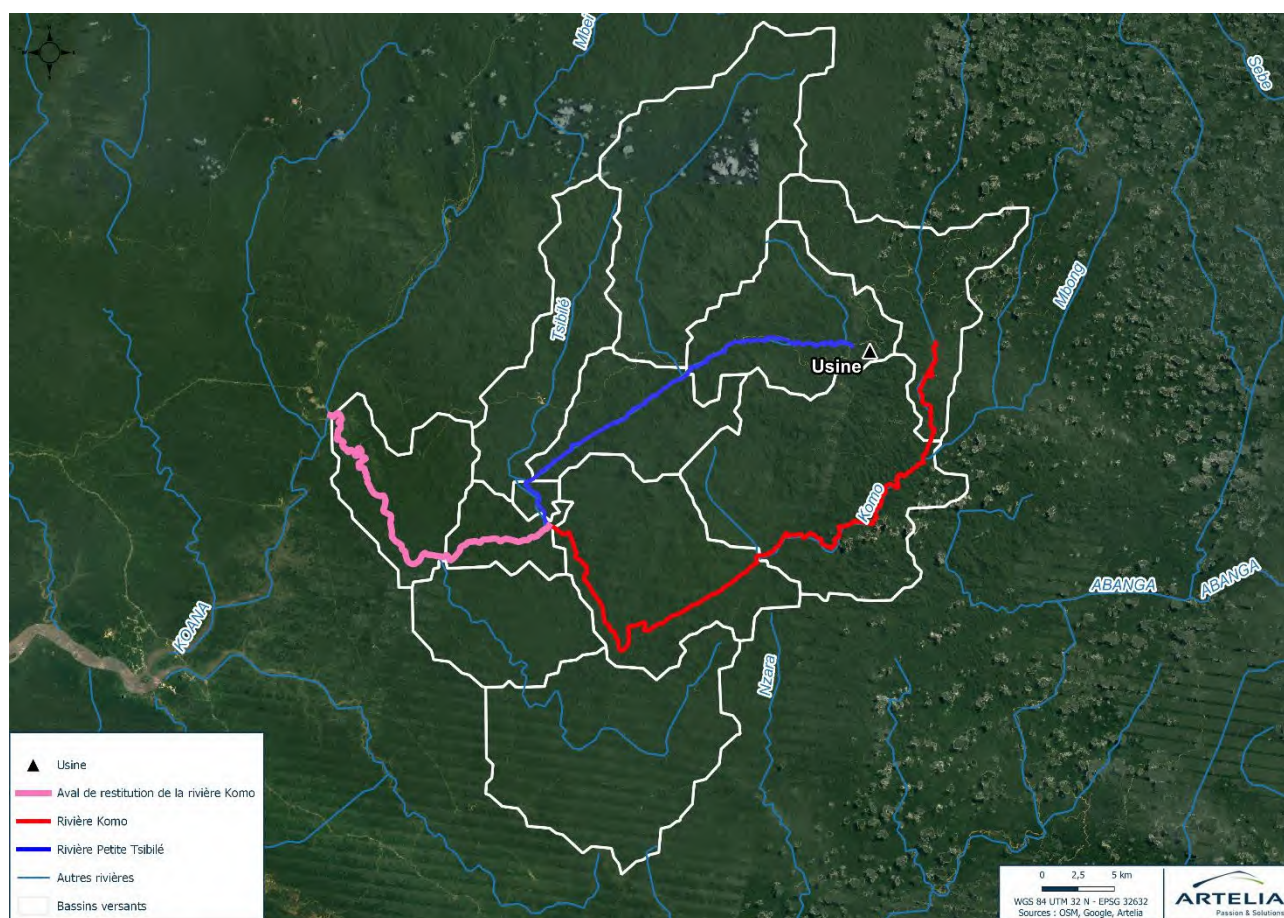 Mbei
Sebe
Mbong
Tsibilé
Usine
Komo
KOANA
ABANGA
ABANGA
Nzara
Usine
Aval de restitution de la rivière Komo
Rivière Komo
Rivière Petite Tsibilé
Autres rivières
Bassins versants
0 2,5 5 km
WGS 84 UTM 32 N - EPSG 32632
Sources : OSM, Google, Artelia
ARTELIA
Passion & Solutions